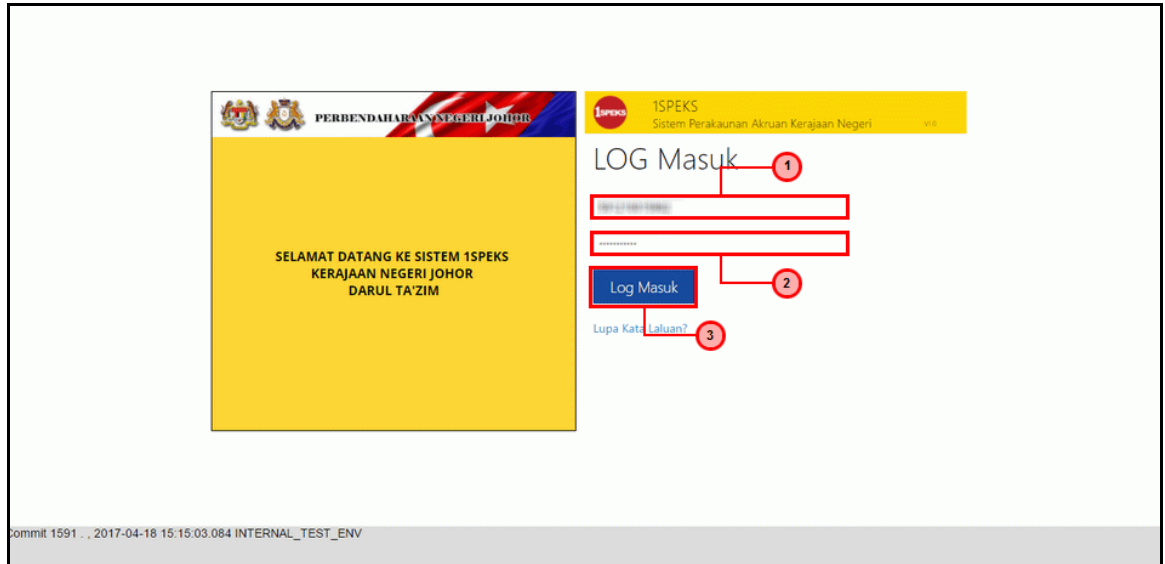 PERBENDAHARAAN NEGERI JOHOR
SELAMAT DATANG KE SISTEM 1SPEKS
KERAJAAN NEGERI JOHOR
DARUL TA'ZIM
1SPEKS
1SPEKS
Sistem Perakaunan Akruan Kerajaan Negeri
V1.0
LOG Masuk
1
2
Log Masuk
Lupa Kata Laluan?
3
Commit 1591 . , 2017-04-18 15:15:03.084 INTERNAL_TEST_ENV